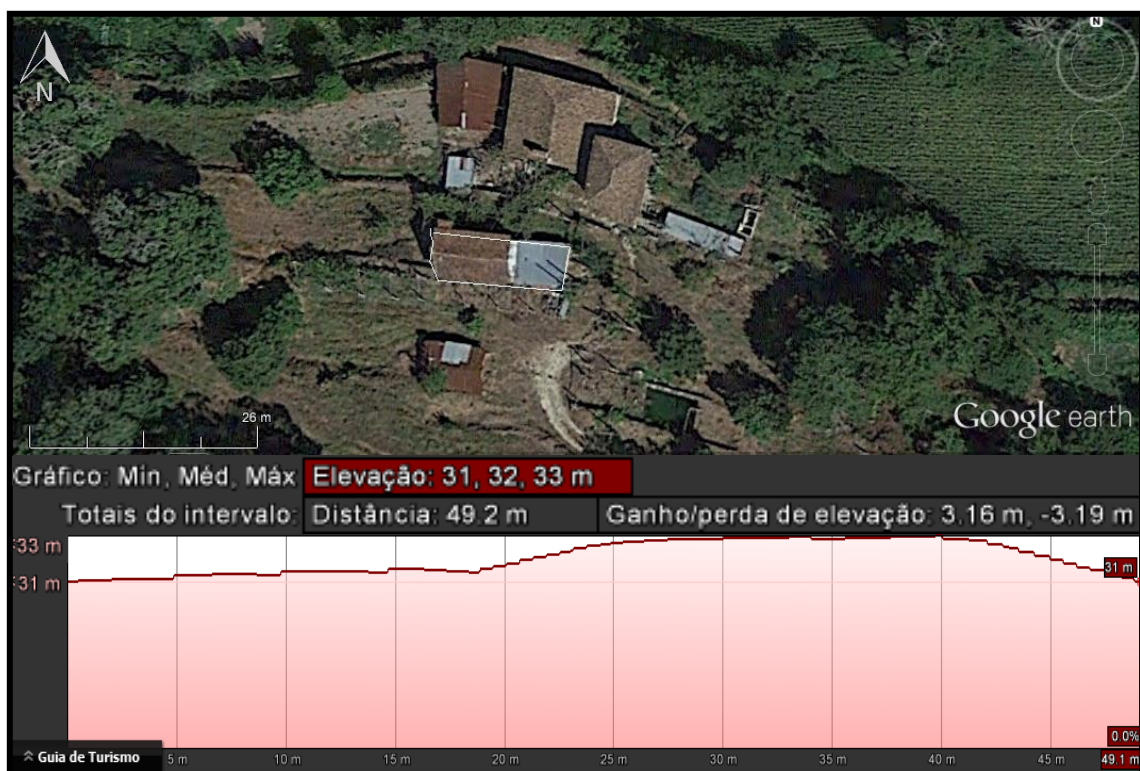 N
N
26 m
Google earth
Gráfico: Min, Méd, Máx Elevação: 31, 32, 33 m
Totais do intervalo: Distância: 49.2 m Ganho/perda de elevação: 3.16 m, -3.19 m
33 m
31 m
31 m
0.0%
Guia de Turismo 5 m 10 m 15 m 20 m 25 m 30 m 35 m 40 m 45 m 49.1 m